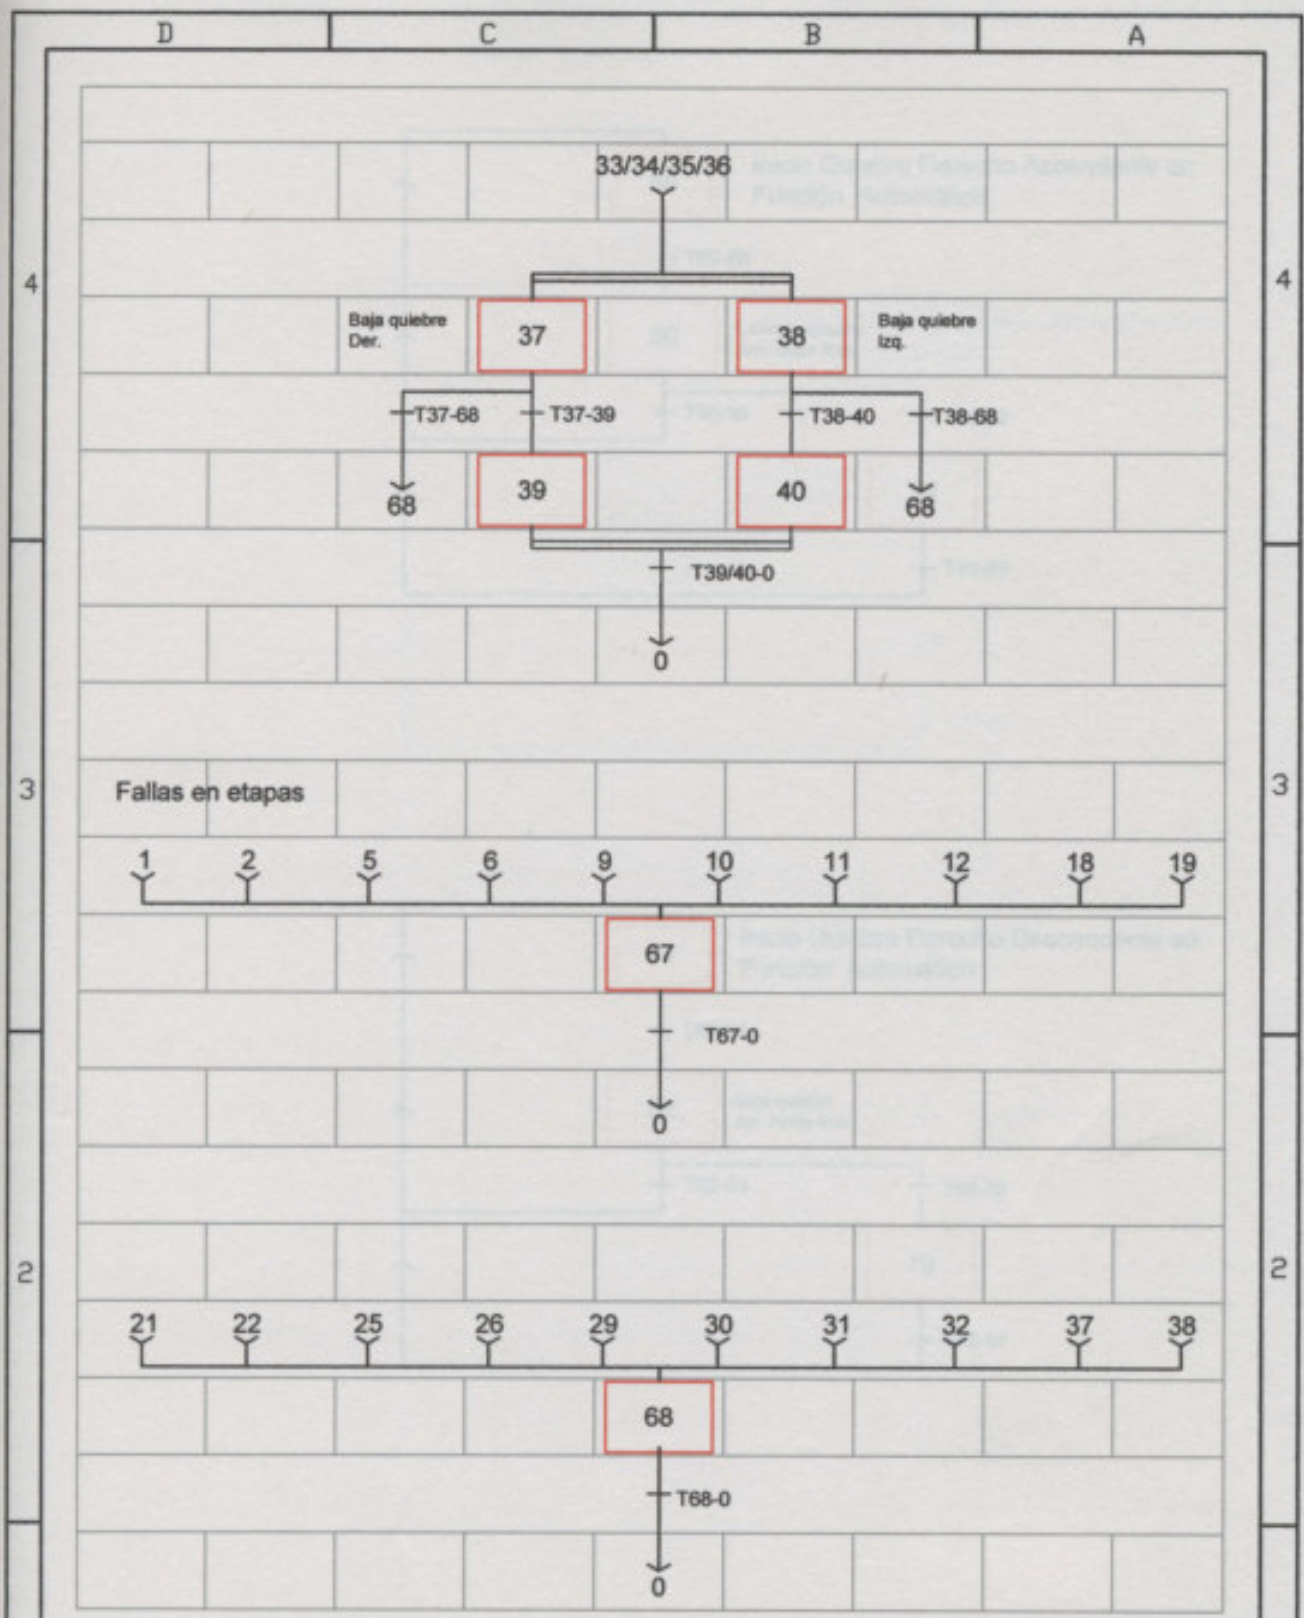 D C B A
33/34/35/36
4 4
Baja quiebre
Der.
37
38
Baja quiebre
Izq.
T37-68 T37-39 T38-40 T38-68
68 39 40 68
T39/40-0
0
3 3
Fallas en etapas
1 2 5 6 9 10 11 12 18 19
67
T67-0
0
2 2
21 22 25 26 29 30 31 32 37 38
68
T68-0
0